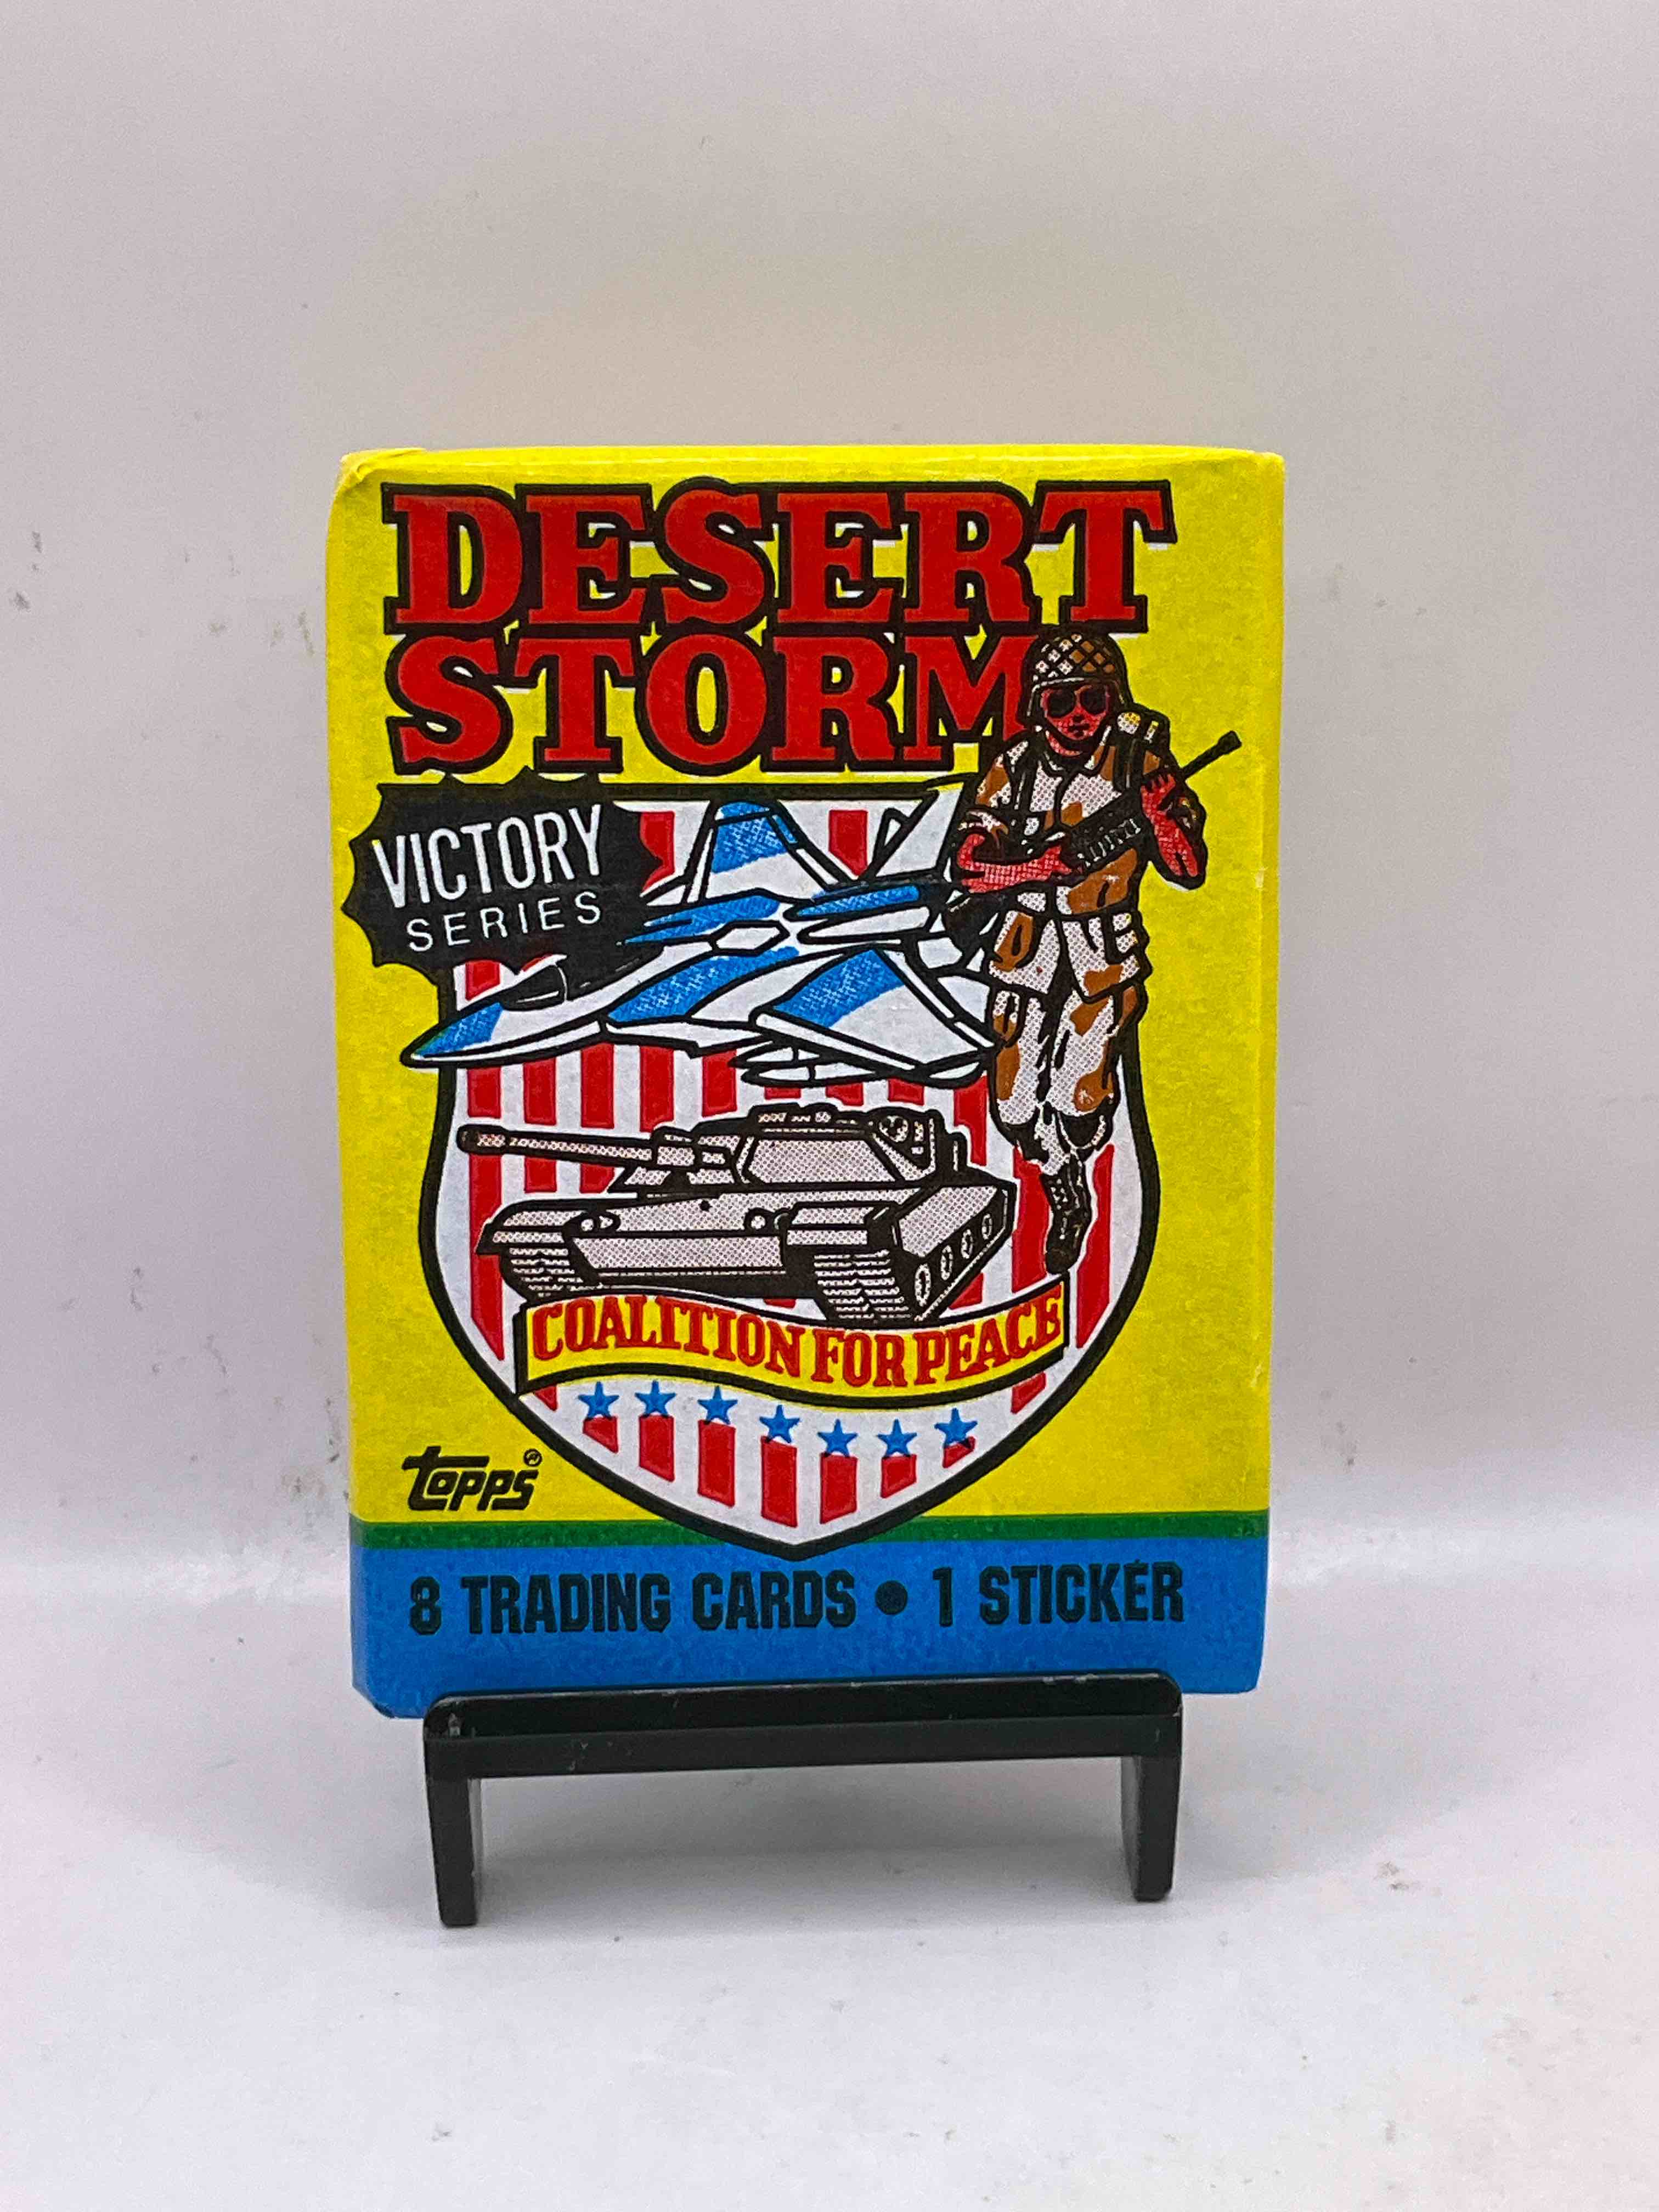 DESERT
STORM
VICTORY
SERIES
COALITION FOR PEACE
topps®
8 TRADING CARDS • 1 STICKER